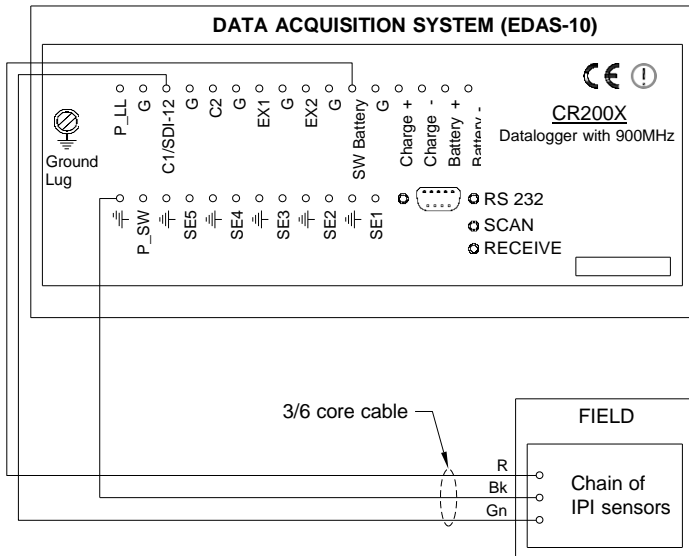 DATA ACQUISITION SYSTEM (EDAS-10)
P_LL
G
C1/SDI-12
G
C2
G
EX1
G
EX2
G
SW Battery
G
Charge +
Charge -
Battery +
Battery -
CE
CR200X
Datalogger with 900MHz
Ground
Lug
P_SW
SE5
SE4
SE3
SE2
SE1
RS 232
SCAN
RECEIVE
3/6 core cable
FIELD
R
Bk
Gn
Chain of
IPI sensors